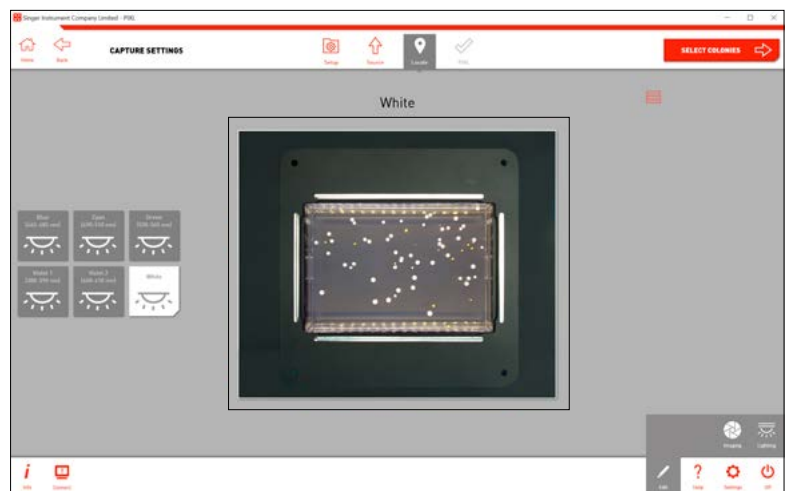 Singer Instrument Company Limited - PIXL
Home
Back
CAPTURE SETTINGS
Setup
Source
Locate
PIXL
SELECT COLONIES
White
Blue
Cyan
Green
Violet 1
Violet 2
White
Imaging
Lighting
Info
Connect
Edit
Help
Settings
Off